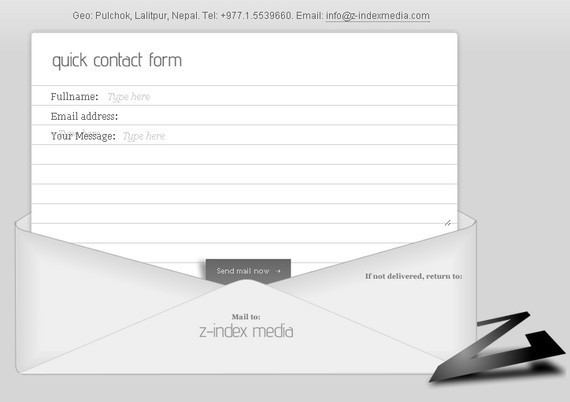 Geo: Pulchok, Lalitpur, Nepal. Tel: +977.1.5539660. Email: info@z-indexmedia.com
quick contact form
Fullname: Type here
Email address:
Your Message: Type here
Send mail now →
If not delivered, return to:
Mail to:
z-index media